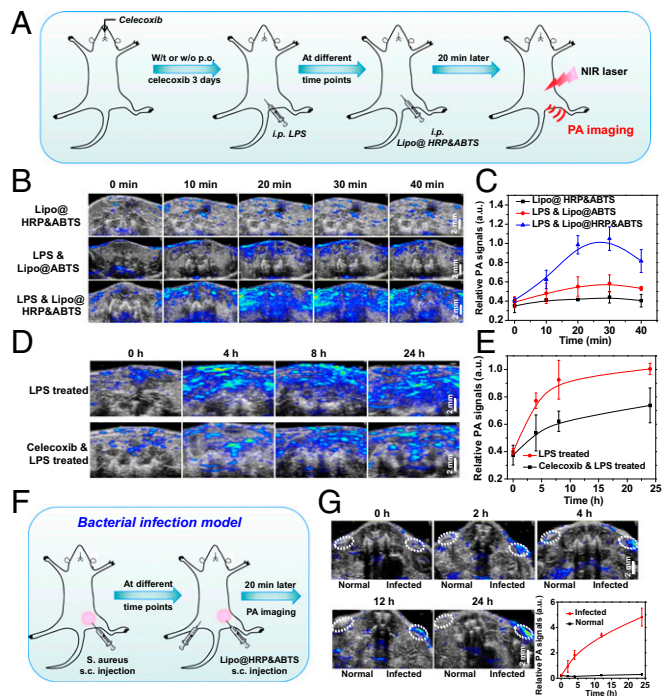 A
Celecoxib
W/t or w/o p.o.
celecoxib 3 days
At different
time points
20 min later
NIR laser
PA imaging
i.p. LPS
i.p.
Lipo@ HRP&ABTS
B
0 min 10 min 20 min 30 min 40 min
Lipo@
HRP&ABTS
LPS &
Lipo@ABTS
LPS & Lipo@
HRP&ABTS
2 mm
2 mm
2 mm
C
Relative PA signals (a.u.)
1.4
1.2
1.0
0.8
0.6
0.4
0.2
Lipo@ HRP&ABTS
LPS & Lipo@ABTS
LPS & Lipo@HRP&ABTS
0 10 20 30 40
Time (min)
D
0 h 4 h 8 h 24 h
LPS treated
Celecoxib &
LPS treated
2 mm
2 mm
E
Relative PA signals (a.u.)
1.0
0.8
0.6
0.4
0.2
LPS treated
Celecoxib & LPS treated
0 5 10 15 20 25
Time (h)
F
Bacterial infection model
At different
time points
20 min later
PA imaging
S. aureus
s.c. injection
Lipo@HRP&ABTS
s.c. injection
G
0 h 2 h 4 h
Normal Infected Normal Infected Normal Infected
2 mm
12 h 24 h
Normal Infected Normal Infected
2 mm
Relative PA signals (a.u.)
6
4
2
0
Infected
Normal
0 5 10 15 20 25
Time (h)